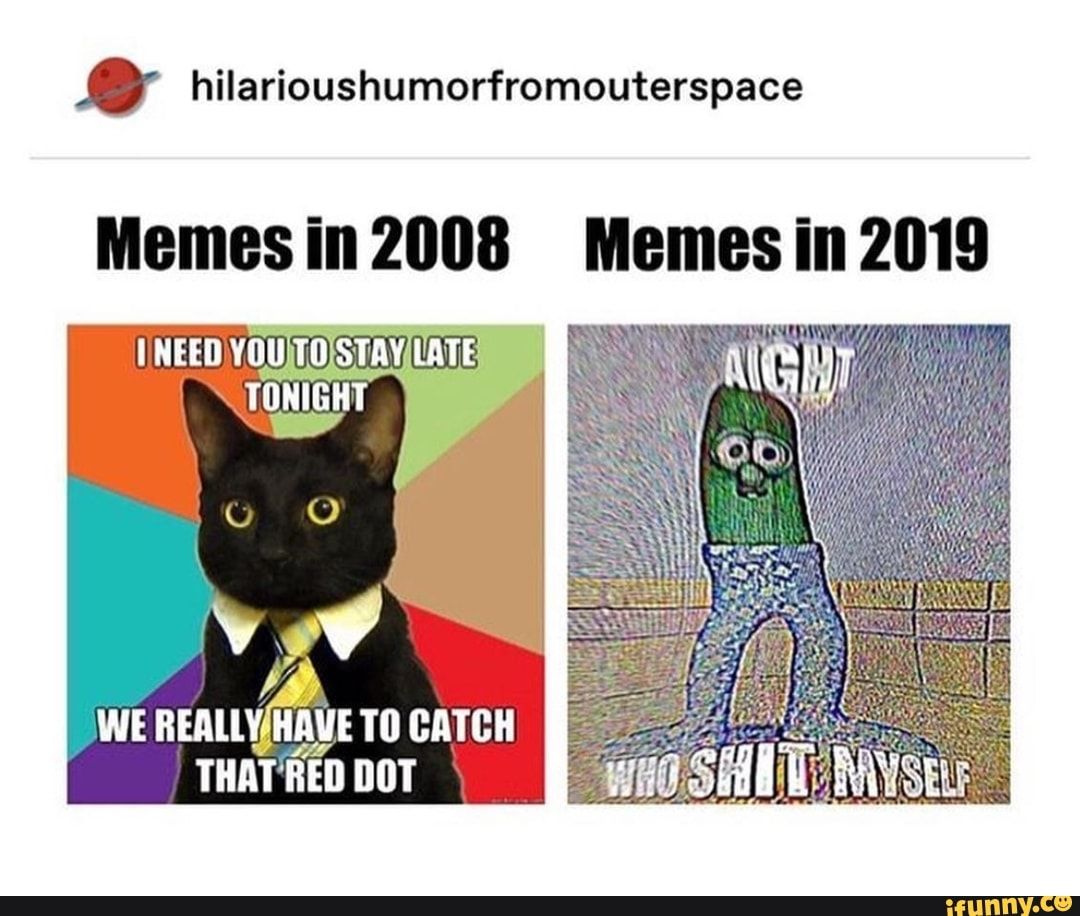 hilarioushumorfromouterspace
Memes in 2008 Memes in 2019
I NEED YOU TO STAY LATE
TONIGHT
WE REALLY HAVE TO CATCH
THAT RED DOT
AIGHT
WHO SHIT MYSELF
ifunny.co